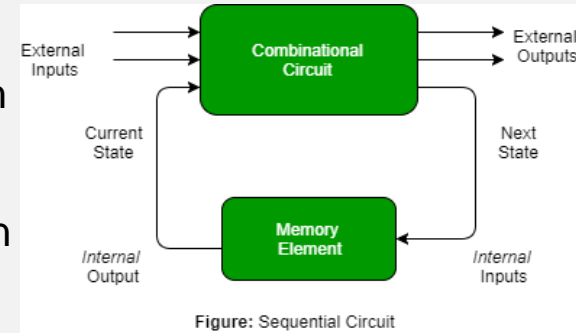 External
Inputs
Combinational
Circuit
External
Outputs
n
Current
State
Next
State
n
Memory
Element
Internal
Output
Internal
Inputs
Figure: Sequential Circuit